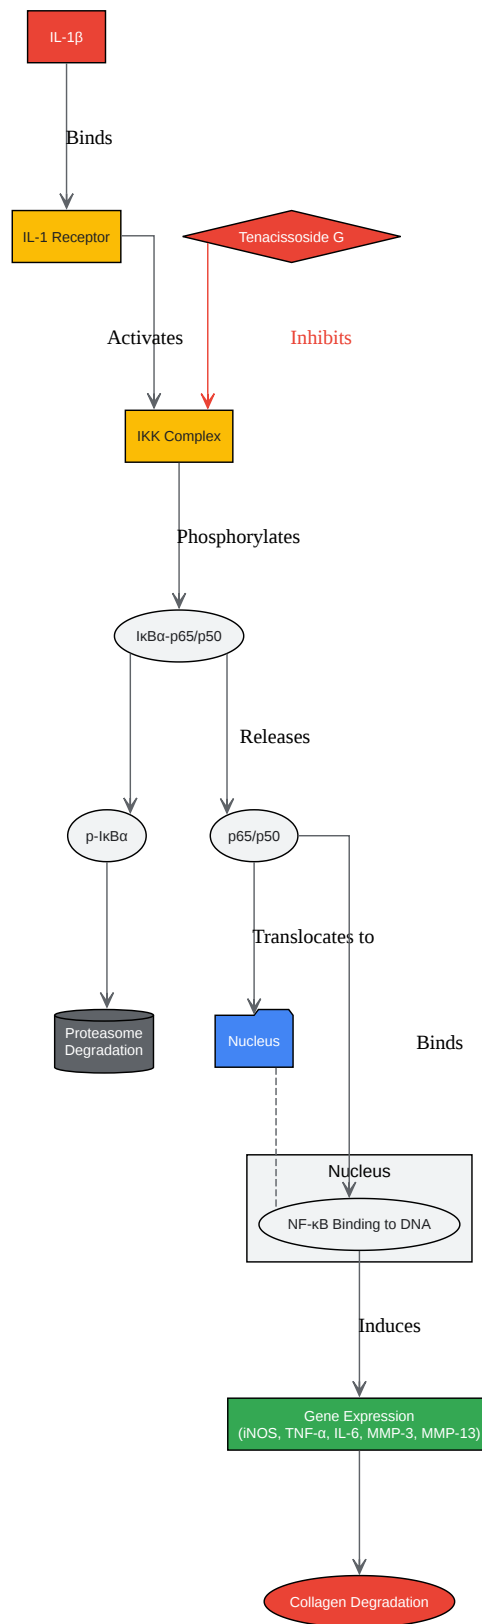 IL-1β
Binds
IL-1 Receptor
Tenacissoside G
Activates
Inhibits
IKK Complex
Phosphorylates
IκBα-p65/p50
Releases
p-IκBα
p65/p50
Translocates to
Proteasome
Degradation
Nucleus
Binds
Nucleus
NF-κB Binding to DNA
Induces
Gene Expression
(iNOS, TNF-α, IL-6, MMP-3, MMP-13)
Collagen Degradation